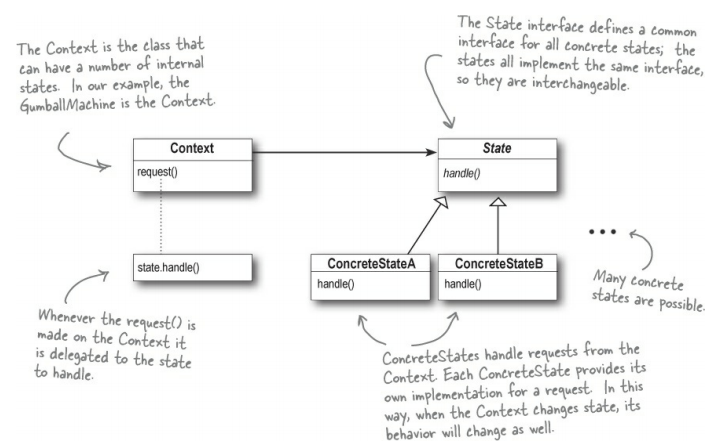 The Context is the class that
can have a number of internal
states. In our example, the
GumballMachine is the Context.
The State interface defines a common
interface for all concrete states; the
states all implement the same interface,
so they are interchangeable.
Context
request()
State
handle()
state.handle()
ConcreteStateA
handle()
ConcreteStateB
handle()
...
Many concrete
states are possible.
Whenever the request() is
made on the Context it
is delegated to the state
to handle.
ConcreteStates handle requests from the
Context. Each ConcreteState provides its
own implementation for a request. In this
way, when the Context changes state, its
behavior will change as well.